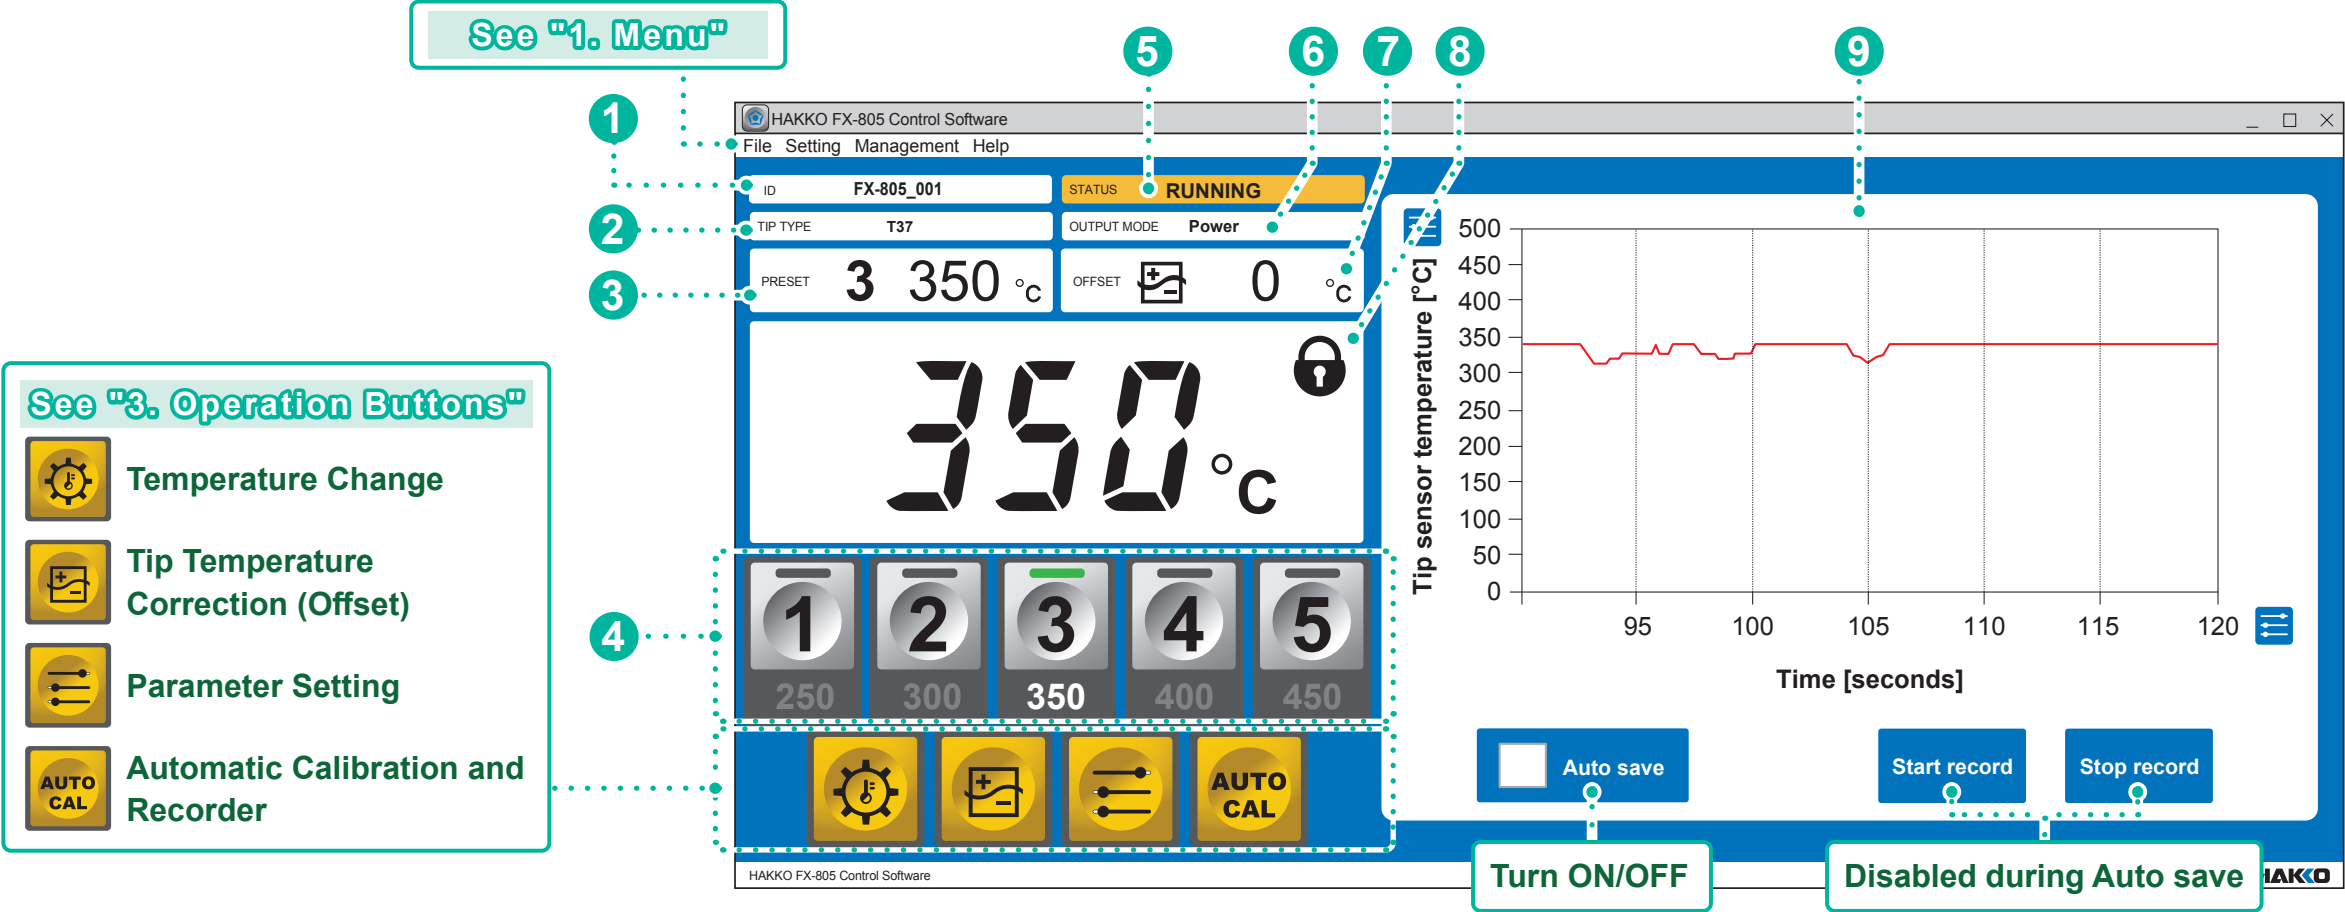 See "1. Menu"
1
2
3
4
5
6
7
8
9
HAKKO FX-805 Control Software
File Setting Management Help
ID FX-805_001
STATUS RUNNING
TIP TYPE T37
OUTPUT MODE Power
PRESET 3 350 °C
OFFSET 0 °C
350 °C
See "3. Operation Buttons"
Temperature Change
Tip Temperature
Correction (Offset)
Parameter Setting
AUTO
CAL
Automatic Calibration and
Recorder
1 2 3 4 5
250 300 350 400 450
AUTO
CAL
Tip sensor temperature [°C]
500
450
400
350
300
250
200
150
100
50
0
95 100 105 110 115 120
Time [seconds]
Auto save
Start record
Stop record
Turn ON/OFF
Disabled during Auto save
HAKKO FX-805 Control Software
HAKKO